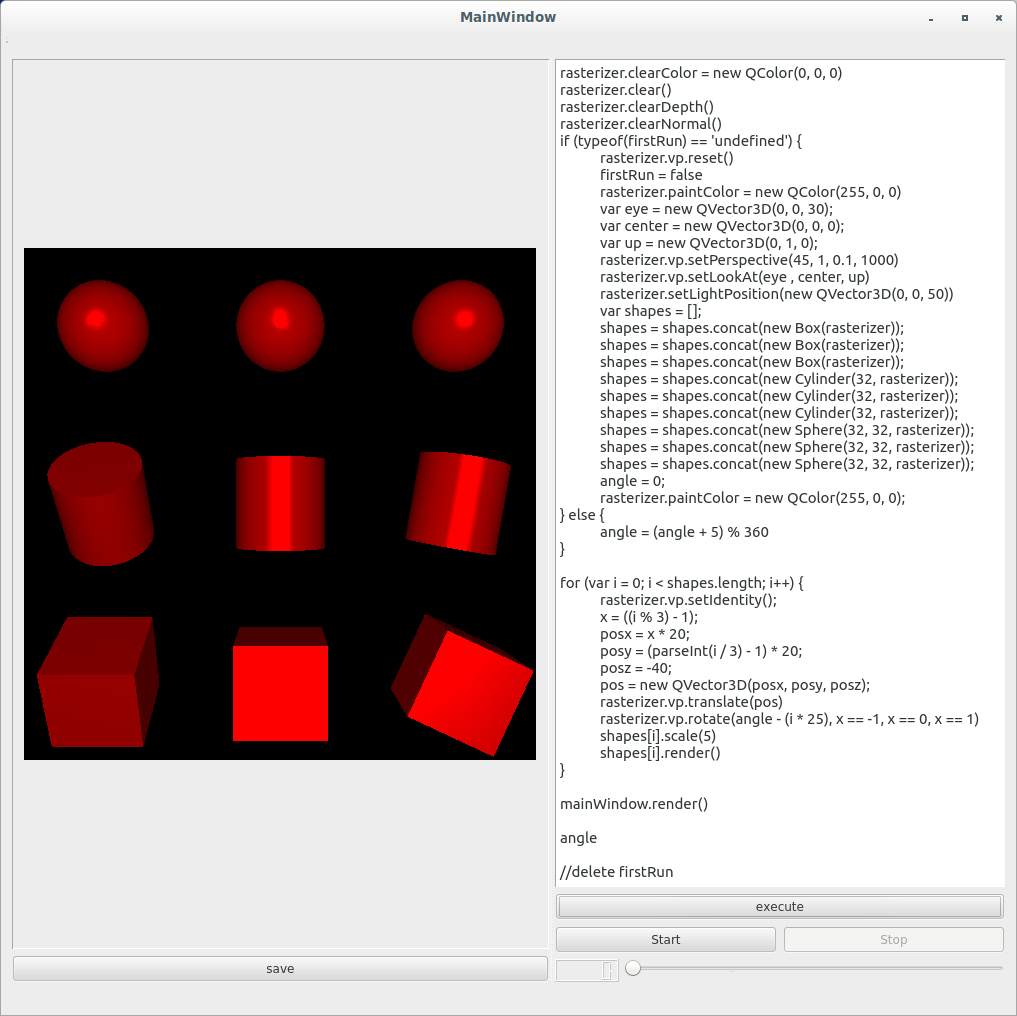 MainWindow
rasterizer.clearColor = new QColor(0, 0, 0)
rasterizer.clear()
rasterizer.clearDepth()
rasterizer.clearNormal()
if (typeof(firstRun) == 'undefined') {
rasterizer.vp.reset()
firstRun = false
rasterizer.paintColor = new QColor(255, 0, 0)
var eye = new QVector3D(0, 0, 30);
var center = new QVector3D(0, 0, 0);
var up = new QVector3D(0, 1, 0);
rasterizer.vp.setPerspective(45, 1, 0.1, 1000)
rasterizer.vp.setLookAt(eye , center, up)
rasterizer.setLightPosition(new QVector3D(0, 0, 50))
var shapes = [];
shapes = shapes.concat(new Box(rasterizer));
shapes = shapes.concat(new Box(rasterizer));
shapes = shapes.concat(new Box(rasterizer));
shapes = shapes.concat(new Cylinder(32, rasterizer));
shapes = shapes.concat(new Cylinder(32, rasterizer));
shapes = shapes.concat(new Cylinder(32, rasterizer));
shapes = shapes.concat(new Sphere(32, 32, rasterizer));
shapes = shapes.concat(new Sphere(32, 32, rasterizer));
shapes = shapes.concat(new Sphere(32, 32, rasterizer));
angle = 0;
rasterizer.paintColor = new QColor(255, 0, 0);
} else {
angle = (angle + 5) % 360
}
for (var i = 0; i < shapes.length; i++) {
rasterizer.vp.setIdentity();
x = ((i % 3) - 1);
posx = x * 20;
posy = (parseInt(i / 3) - 1) * 20;
posz = -40;
pos = new QVector3D(posx, posy, posz);
rasterizer.vp.translate(pos)
rasterizer.vp.rotate(angle - (i * 25), x == -1, x == 0, x == 1)
shapes[i].scale(5)
shapes[i].render()
}
mainWindow.render()
angle
//delete firstRun
execute
Start
Stop
save